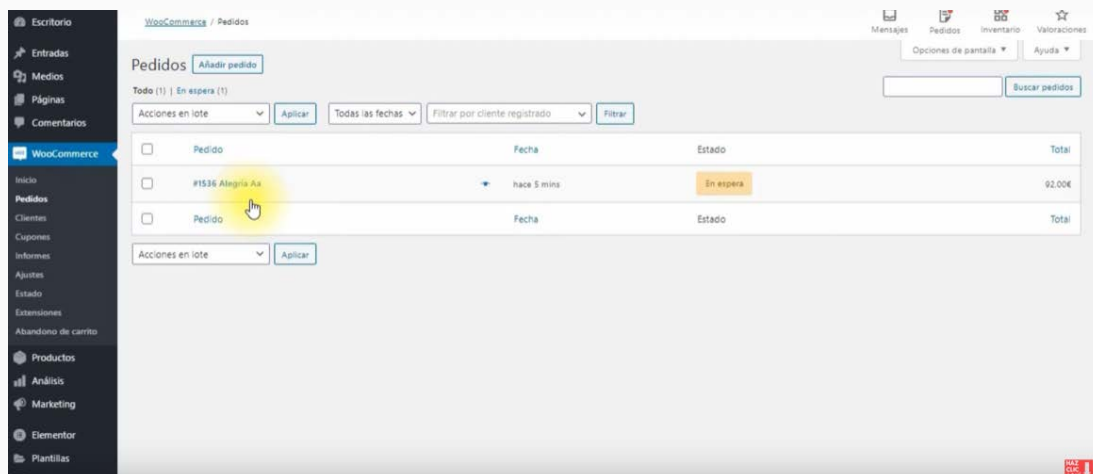 Escritorio
Entradas
Medios
Páginas
Comentarios
WooCommerce
Inicio
Pedidos
Clientes
Cupones
Informes
Ajustes
Estado
Extensiones
Abandono de carrito
Productos
Análisis
Marketing
Elementor
Plantillas
WooCommerce / Pedidos
Mensajes Pedidos Inventario Valoraciones
Opciones de pantalla ▼ Ayuda ▼
Pedidos Añadir pedido
Todo (1) | En espera (1)
Buscar pedidos
Acciones en lote Aplicar Todas las fechas Filtrar por cliente registrado Filtrar
Pedido Fecha Estado Total
#1536 Alegria Aa hace 5 mins En espera 92.00€
Pedido Fecha Estado Total
Acciones en lote Aplicar
HAZ
CLIC